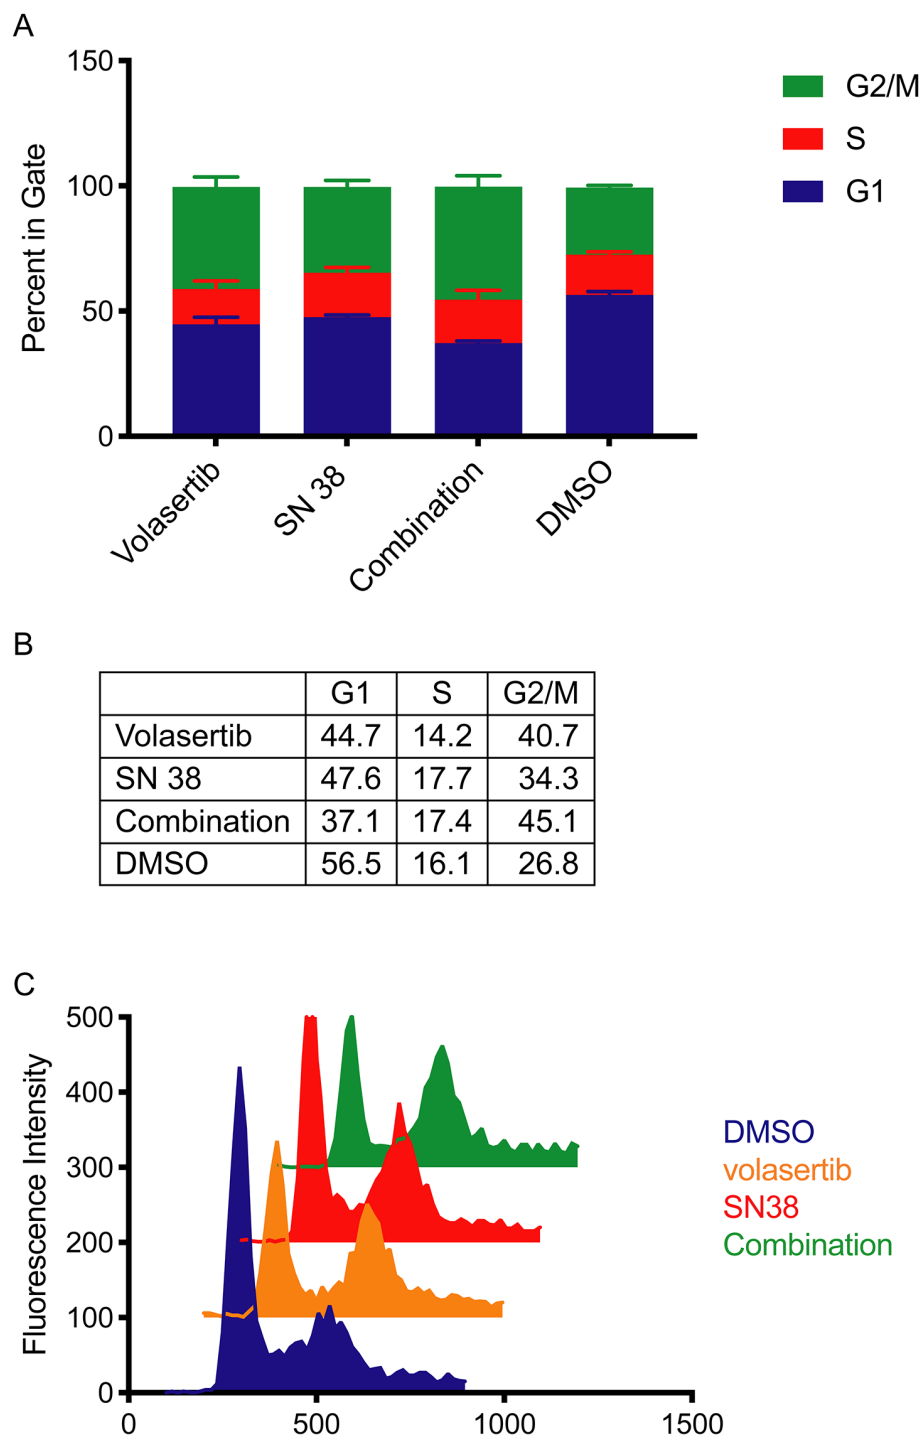 A
150
100
50
0
Percent in Gate
G2/M
S
G1
Volasertib
SN 38
Combination
DMSO
B
G1 S G2/M
Volasertib 44.7 14.2 40.7
SN 38 47.6 17.7 34.3
Combination 37.1 17.4 45.1
DMSO 56.5 16.1 26.8
C
500
400
300
200
100
0
Fluorescence Intensity
0 500 1000 1500
DMSO
volasertib
SN38
Combination